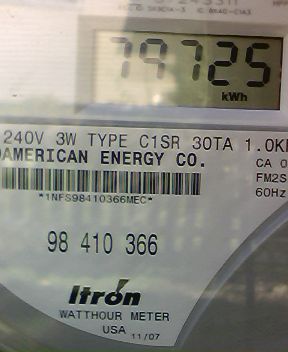 79725
kWh
240V 3W TYPE C1SR 30TA 1.0K
AMERICAN ENERGY CO.
CA 0
FM2S
60Hz
*1NFS98410366MEC*
98 410 366
Itron
WATTHOUR METER
USA 11/07